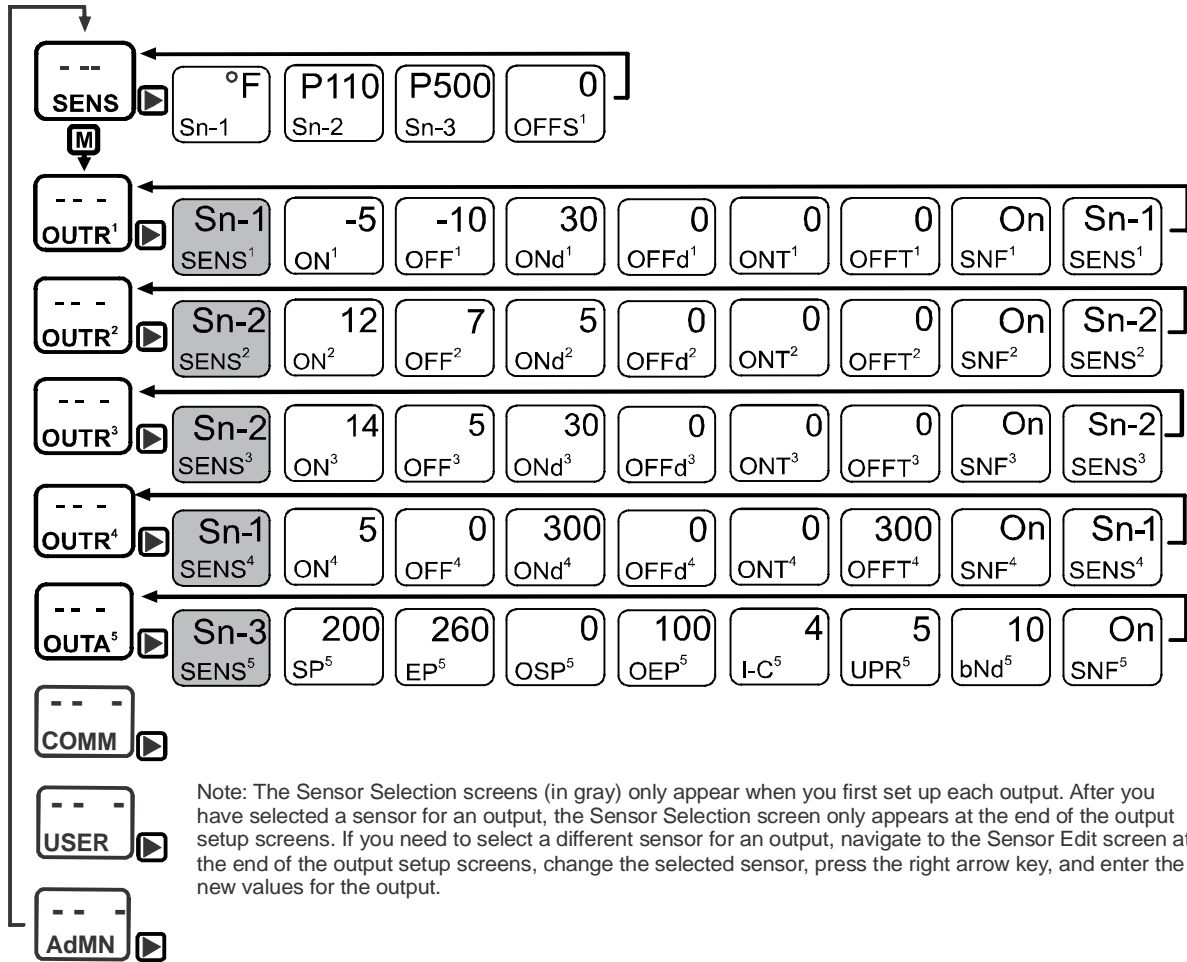 - --
SENS
°F
Sn-1
P110
Sn-2
P500
Sn-3
0
OFFS¹
M
- - -
OUTR¹
Sn-1
SENS¹
-5
ON¹
-10
OFF¹
30
ONd¹
0
OFFd¹
0
ONT¹
0
OFFT¹
On
SNF¹
Sn-1
SENS¹
- - -
OUTR²
Sn-2
SENS²
12
ON²
7
OFF²
5
ONd²
0
OFFd²
0
ONT²
0
OFFT²
On
SNF²
Sn-2
SENS²
- - -
OUTR³
Sn-2
SENS³
14
ON³
5
OFF³
30
ONd³
0
OFFd³
0
ONT³
0
OFFT³
On
SNF³
Sn-2
SENS³
- - -
OUTR⁴
Sn-1
SENS⁴
5
ON⁴
0
OFF⁴
300
ONd⁴
0
OFFd⁴
0
ONT⁴
300
OFFT⁴
On
SNF⁴
Sn-1
SENS⁴
- - -
OUTA⁵
Sn-3
SENS⁵
200
SP⁵
260
EP⁵
0
OSP⁵
100
OEP⁵
4
I-C⁵
5
UPR⁵
10
bNd⁵
On
SNF⁵
- - -
COMM
- - -
USER
- - -
AdMN
Note: The Sensor Selection screens (in gray) only appear when you first set up each output. After you
have selected a sensor for an output, the Sensor Selection screen only appears at the end of the output
setup screens. If you need to select a different sensor for an output, navigate to the Sensor Edit screen at
the end of the output setup screens, change the selected sensor, press the right arrow key, and enter the
new values for the output.